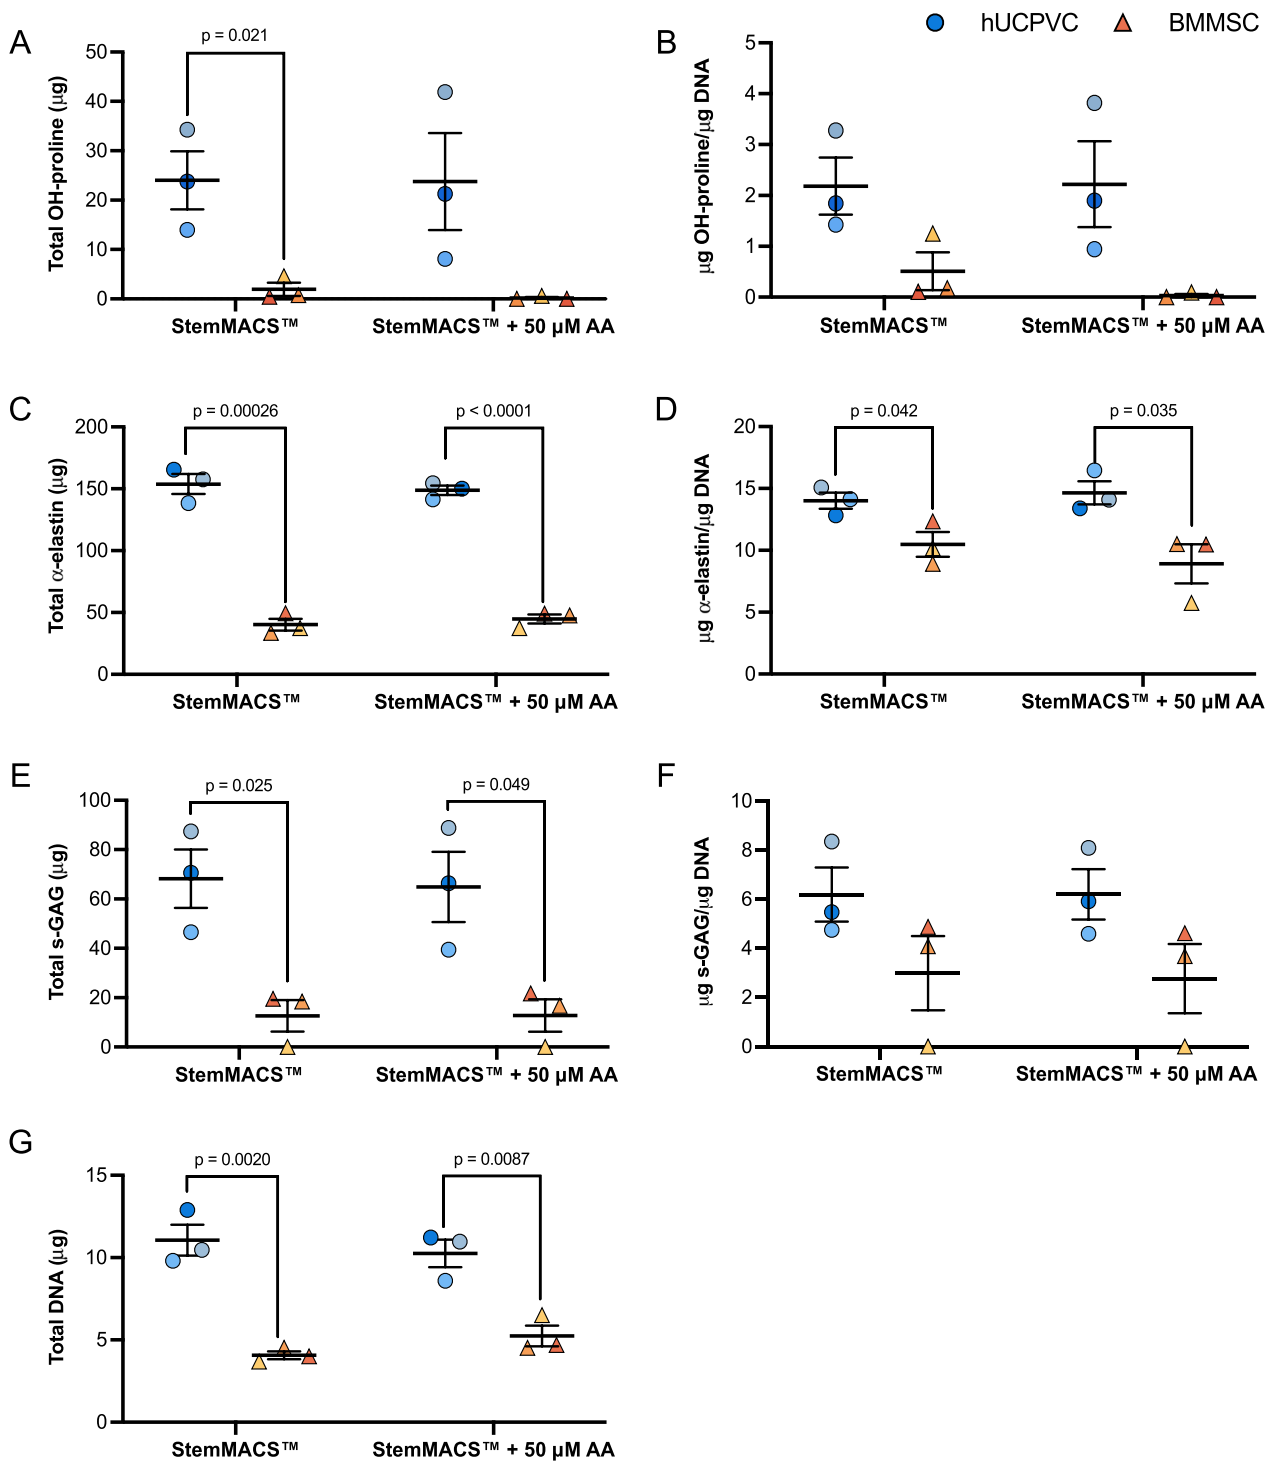 hUCPVC BMMSC
A
p = 0.021
Total OH-proline (µg)
50
40
30
20
10
0
StemMACS™ StemMACS™ + 50 µM AA
B
µg OH-proline/µg DNA
5
4
3
2
1
0
StemMACS™ StemMACS™ + 50 µM AA
C
p = 0.00026 p < 0.0001
Total α-elastin (µg)
200
150
100
50
0
StemMACS™ StemMACS™ + 50 µM AA
D
p = 0.042 p = 0.035
µg α-elastin/µg DNA
20
15
10
5
0
StemMACS™ StemMACS™ + 50 µM AA
E
p = 0.025 p = 0.049
Total s-GAG (µg)
100
80
60
40
20
0
StemMACS™ StemMACS™ + 50 µM AA
F
µg s-GAG/µg DNA
10
8
6
4
2
0
StemMACS™ StemMACS™ + 50 µM AA
G
p = 0.0020 p = 0.0087
Total DNA (µg)
15
10
5
0
StemMACS™ StemMACS™ + 50 µM AA